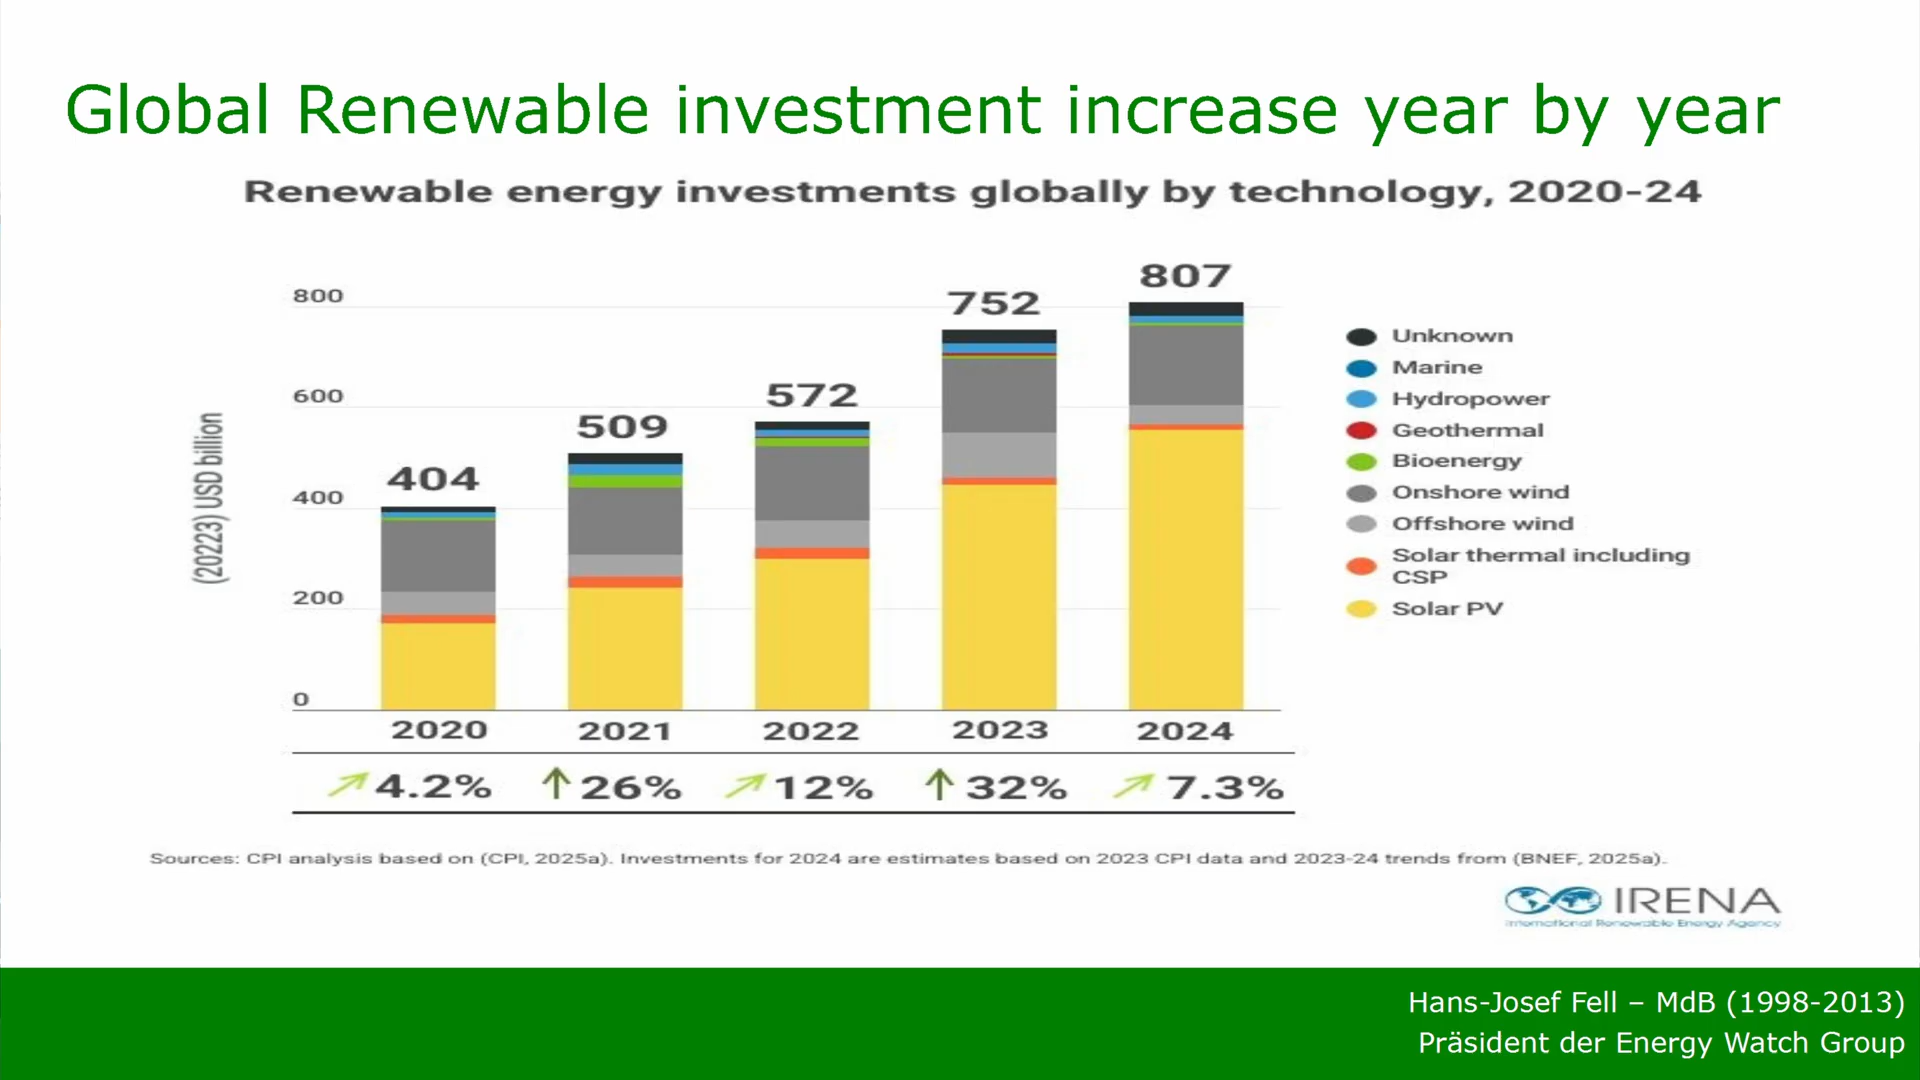 Global Renewable investment increase year by year
Renewable energy investments globally by technology, 2020-24
(20223) USD billion
800
600
400
200
0
404
509
572
752
807
2020 2021 2022 2023 2024
4.2% 26% 12% 32% 7.3%
Unknown
Marine
Hydropower
Geothermal
Bioenergy
Onshore wind
Offshore wind
Solar thermal including
CSP
Solar PV
Sources: CPI analysis based on (CPI, 2025a). Investments for 2024 are estimates based on 2023 CPI data and 2023-24 trends from (BNEF, 2025a).
IRENA
International Renewable Energy Agency
Hans-Josef Fell – MdB (1998-2013)
Präsident der Energy Watch Group